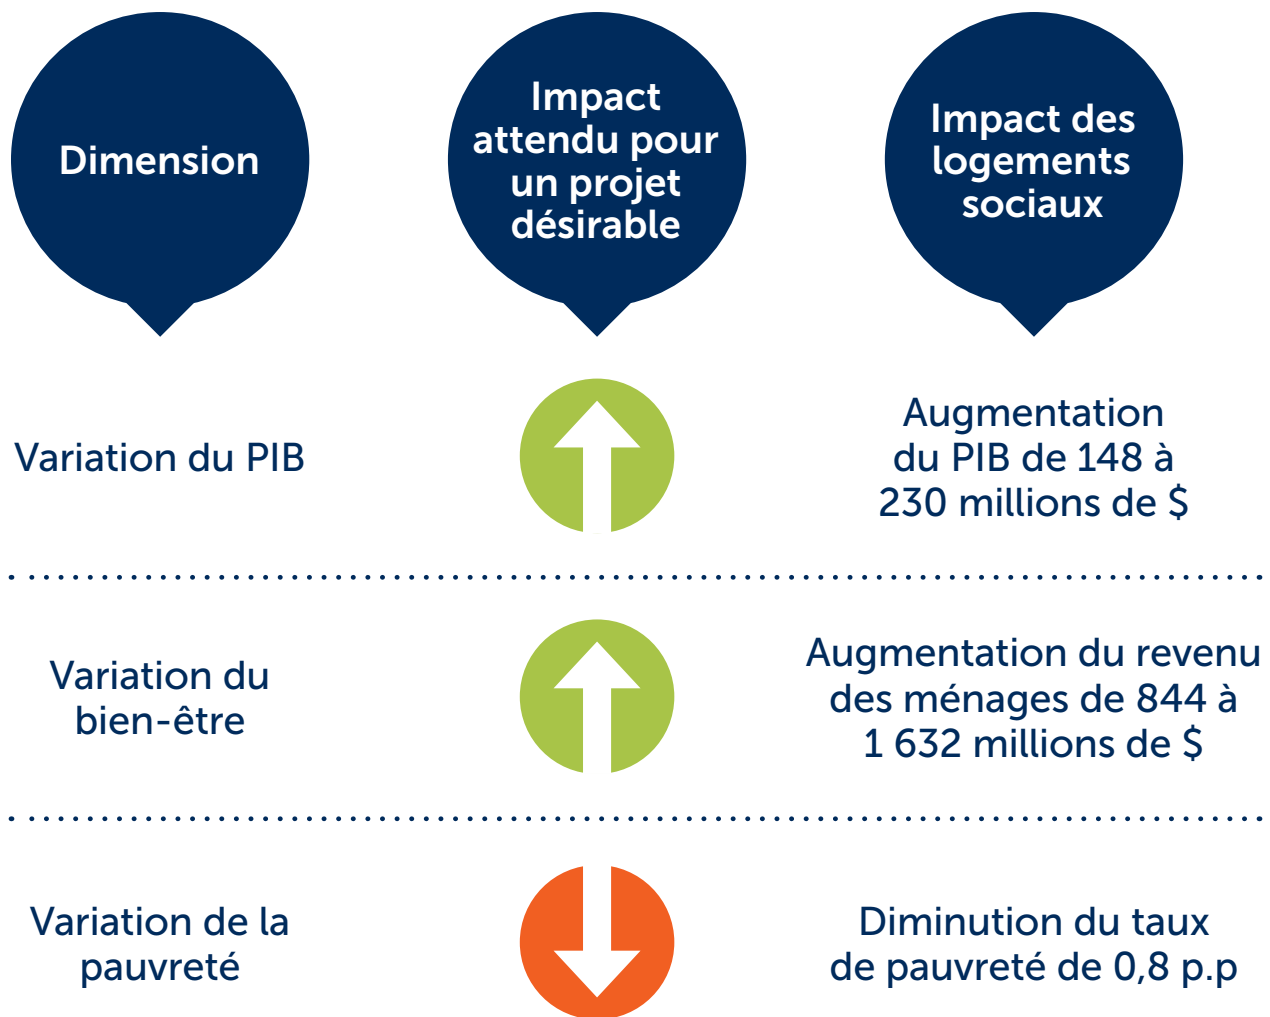 Dimension
Impact
attendu pour
un projet
désirable
Impact des
logements
sociaux
Variation du PIB
Augmentation
du PIB de 148 à
230 millions de $
Variation du
bien-être
Augmentation du revenu
des ménages de 844 à
1 632 millions de $
Variation de la
pauvreté
Diminution du taux
de pauvreté de 0,8 p.p